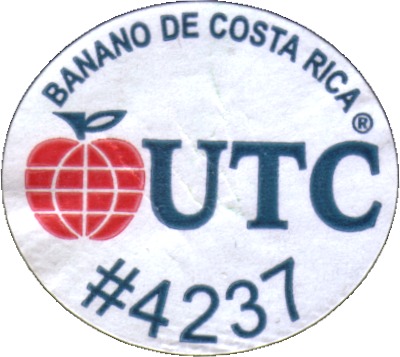 BANANO DE COSTA RICA
UTC®
#4237